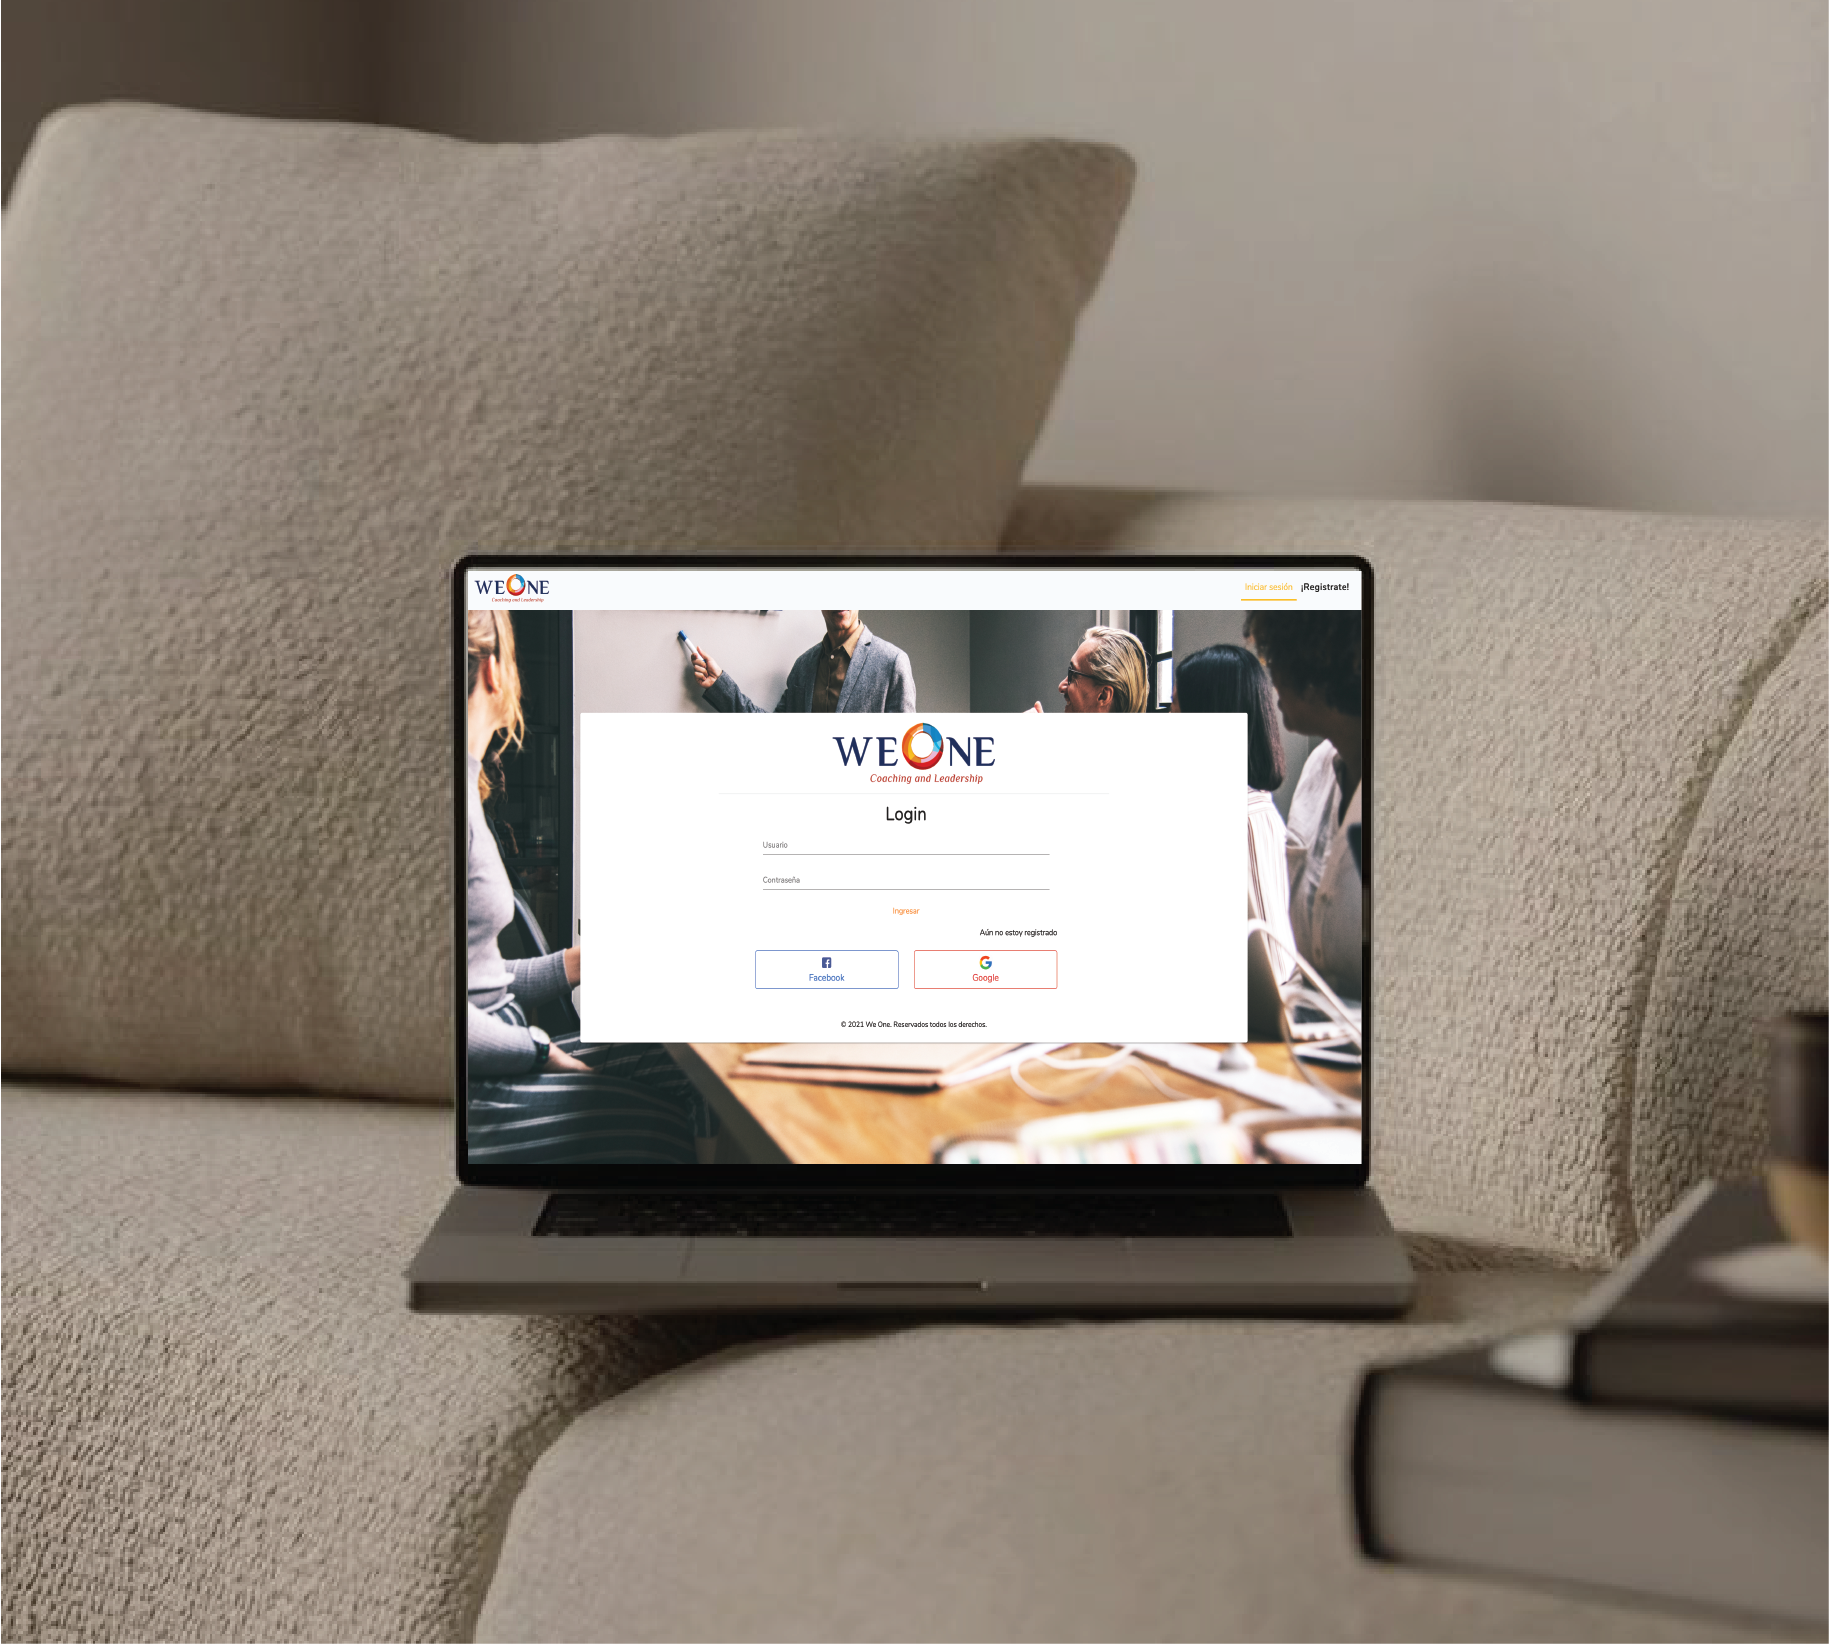 WEONE
Coaching and Leadership
Iniciar sesión
¡Registrate!
WEONE
Coaching and Leadership
Login
Usuario
Contraseña
Ingresar
Aún no estoy registrado
Facebook
Google
© 2021 We One. Reservados todos los derechos.